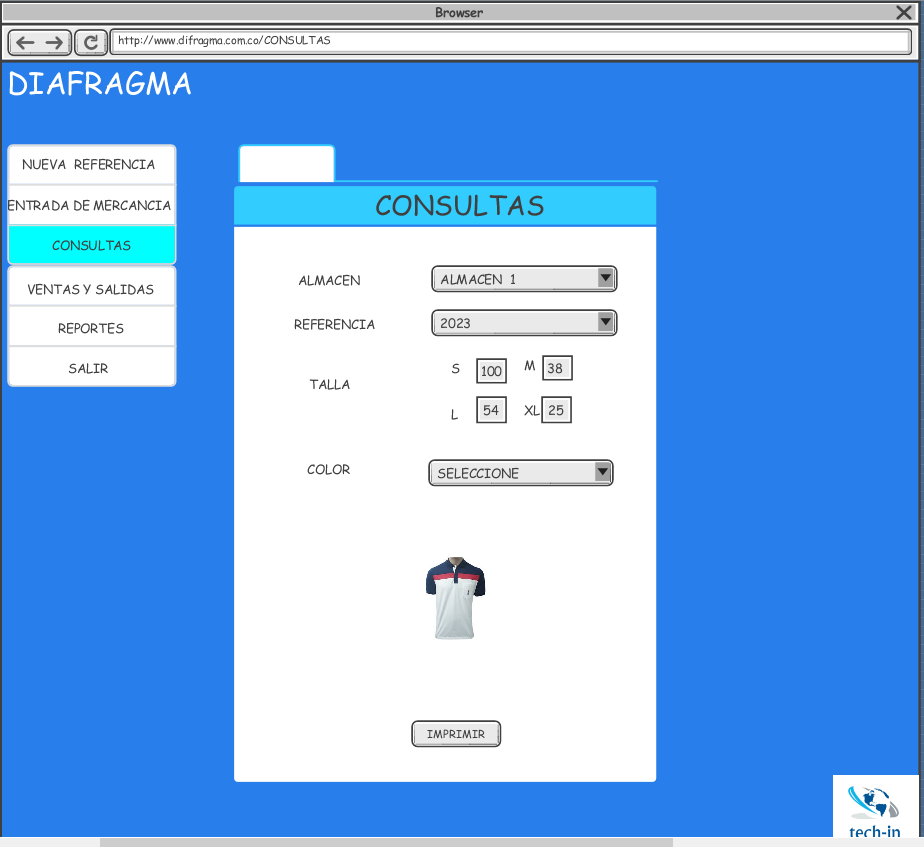 Browser
http://www.difragma.com.co/CONSULTAS
DIAFRAGMA
NUEVA REFERENCIA
ENTRADA DE MERCANCIA
CONSULTAS
VENTAS Y SALIDAS
REPORTES
SALIR
CONSULTAS
ALMACEN ALMACEN 1
REFERENCIA 2023
TALLA
S 100 M 38
L 54 XL 25
COLOR SELECCIONE
IMPRIMIR
tech-in